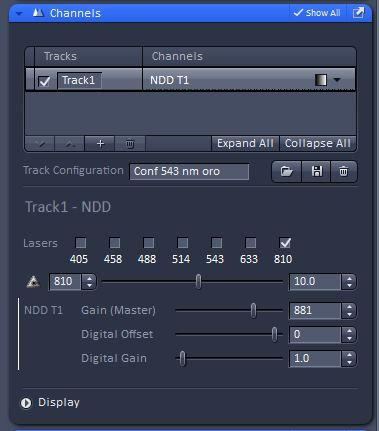 Channels Show All
Tracks Channels
Track1 NDD T1
Expand All Collapse All
Track Configuration Conf 543 nm oro
Track1 - NDD
Lasers
405 458 488 514 543 633 810
810 10.0
NDD T1 Gain (Master) 881
Digital Offset 0
Digital Gain 1.0
Display